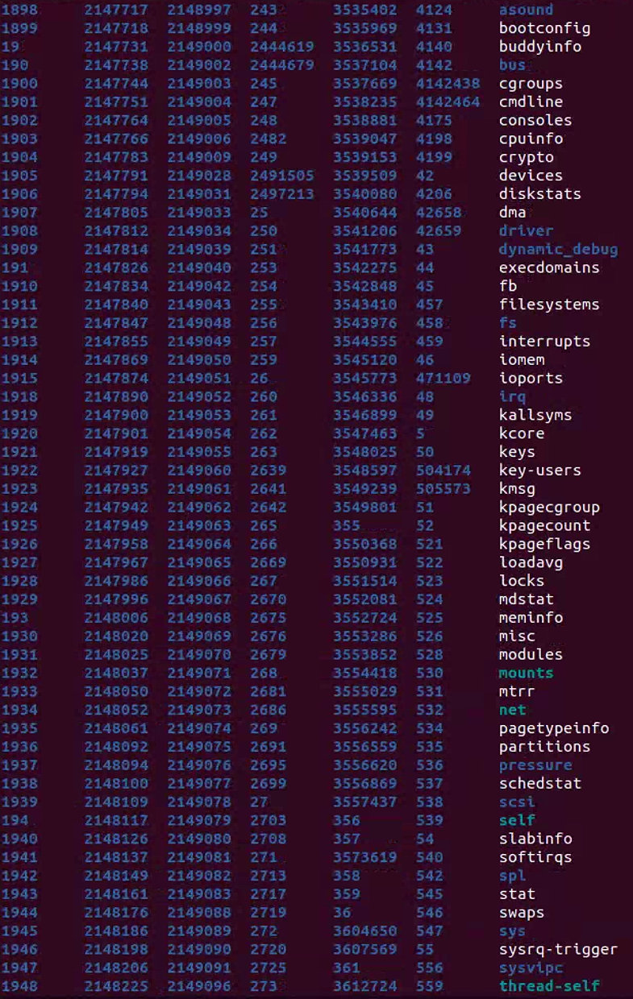 1898 2147717 2148997 243 3535402 4124 asound
1899 2147718 2148999 244 3535969 4131 bootconfig
19 2147731 2149000 2444619 3536531 4140 buddyinfo
190 2147738 2149002 2444679 3537104 4142 bus
1900 2147744 2149003 245 3537669 4142438 cgroups
1901 2147751 2149004 247 3538235 4142464 cmdline
1902 2147764 2149005 248 3538881 4175 consoles
1903 2147766 2149006 2482 3539047 4198 cpuinfo
1904 2147783 2149009 249 3539153 4199 crypto
1905 2147791 2149028 2491505 3539509 42 devices
1906 2147794 2149031 2497213 3540080 4206 diskstats
1907 2147805 2149033 25 3540644 42658 dma
1908 2147812 2149034 250 3541206 42659 driver
1909 2147814 2149039 251 3541773 43 dynamic_debug
191 2147826 2149040 253 3542275 44 execdomains
1910 2147834 2149042 254 3542848 45 fb
1911 2147840 2149043 255 3543410 457 filesystems
1912 2147847 2149048 256 3543976 458 fs
1913 2147855 2149049 257 3544555 459 interrupts
1914 2147869 2149050 259 3545120 46 iomem
1915 2147874 2149051 26 3545773 471109 ioports
1918 2147890 2149052 260 3546336 48 irq
1919 2147900 2149053 261 3546899 49 kallsyms
1920 2147901 2149054 262 3547463 5 kcore
1921 2147919 2149055 263 3548025 50 keys
1922 2147927 2149060 2639 3548597 504174 key-users
1923 2147935 2149061 2641 3549239 505573 kmsg
1924 2147942 2149062 2642 3549801 51 kpagecgroup
1925 2147949 2149063 265 355 52 kpagecount
1926 2147958 2149064 266 3550368 521 kpageflags
1927 2147967 2149065 2669 3550931 522 loadavg
1928 2147986 2149066 267 3551514 523 locks
1929 2147996 2149067 2670 3552081 524 mdstat
193 2148006 2149068 2675 3552724 525 meminfo
1930 2148020 2149069 2676 3553286 526 misc
1931 2148025 2149070 2679 3553852 528 modules
1932 2148037 2149071 268 3554418 530 mounts
1933 2148050 2149072 2681 3555029 531 mtrr
1934 2148052 2149073 2686 3555595 532 net
1935 2148061 2149074 269 3556242 534 pagetypeinfo
1936 2148092 2149075 2691 3556559 535 partitions
1937 2148094 2149076 2695 3556620 536 pressure
1938 2148100 2149077 2699 3556869 537 schedstat
1939 2148109 2149078 27 3557437 538 scsi
194 2148117 2149079 2703 356 539 self
1940 2148126 2149080 2708 357 54 slabinfo
1941 2148137 2149081 271 3573619 540 softirqs
1942 2148149 2149082 2713 358 542 spl
1943 2148161 2149083 2717 359 545 stat
1944 2148176 2149088 2719 36 546 swaps
1945 2148186 2149089 272 3604650 547 sys
1946 2148198 2149090 2720 3607569 55 sysrq-trigger
1947 2148206 2149091 2725 361 556 sysvipc
1948 2148225 2149096 273 3612724 559 thread-self